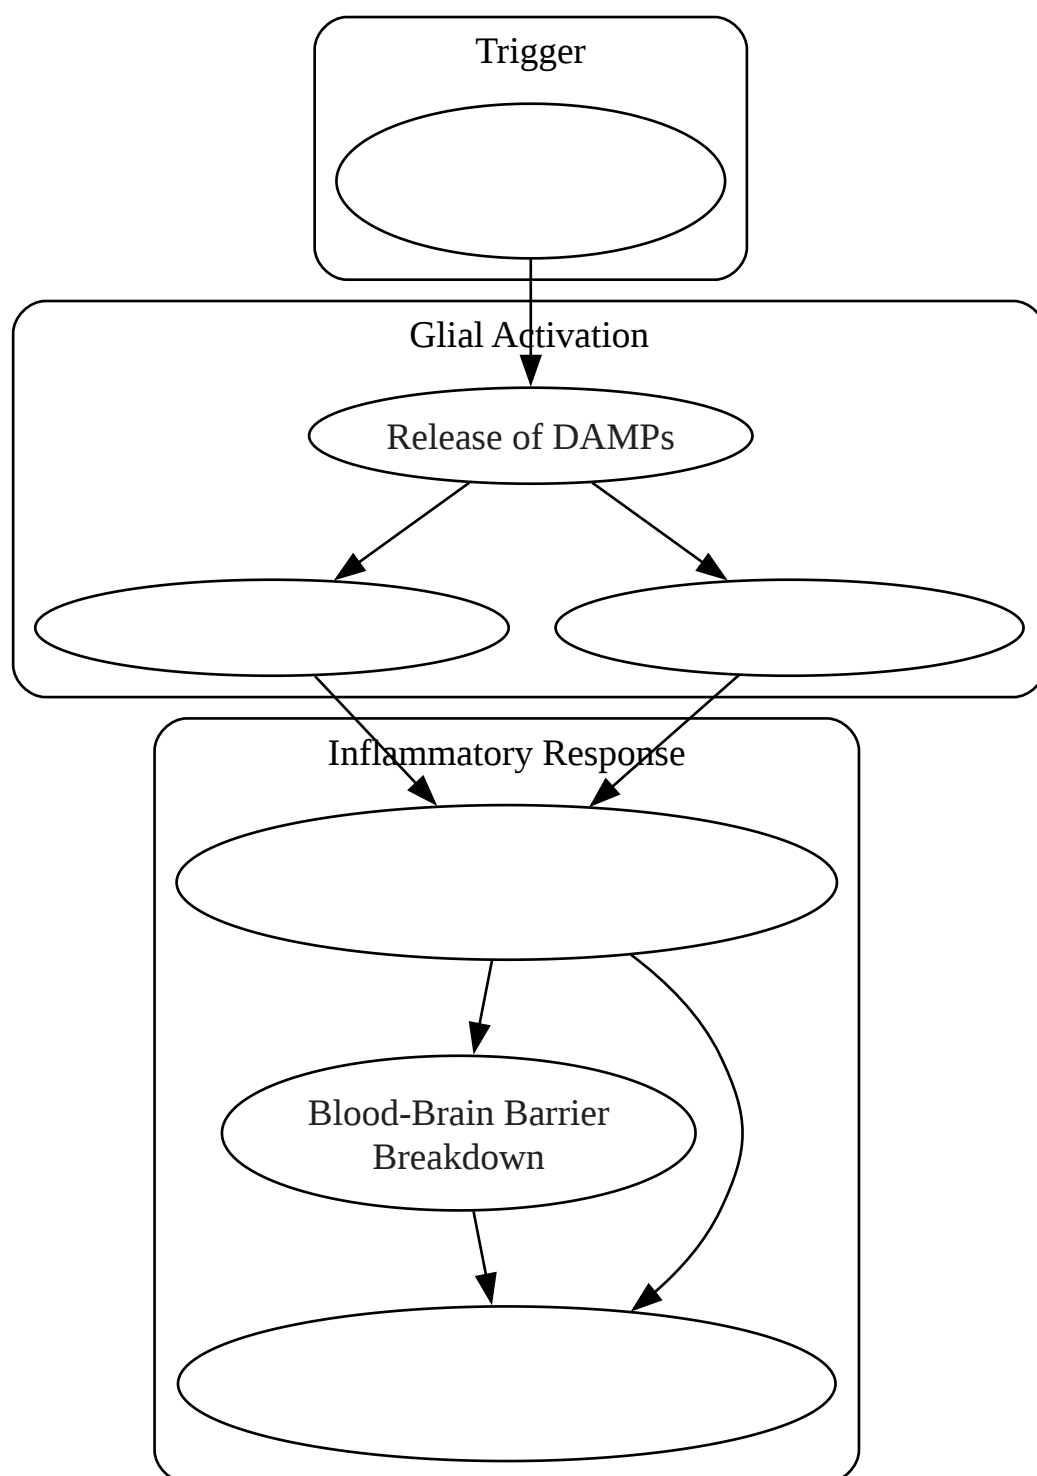 Trigger
Glial Activation
Release of DAMPs
Inflammatory Response
Blood-Brain Barrier
Breakdown